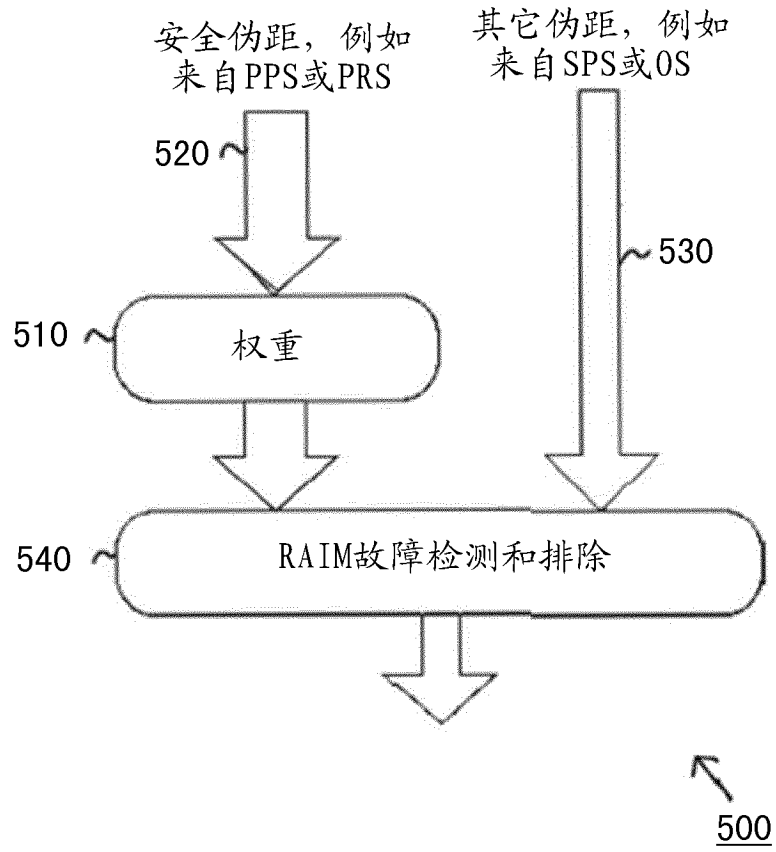 安全伪距，例如
来自PPS或PRS
其它伪距，例如
来自SPS或OS
520
530
510
权重
540
RAIM故障检测和排除
500